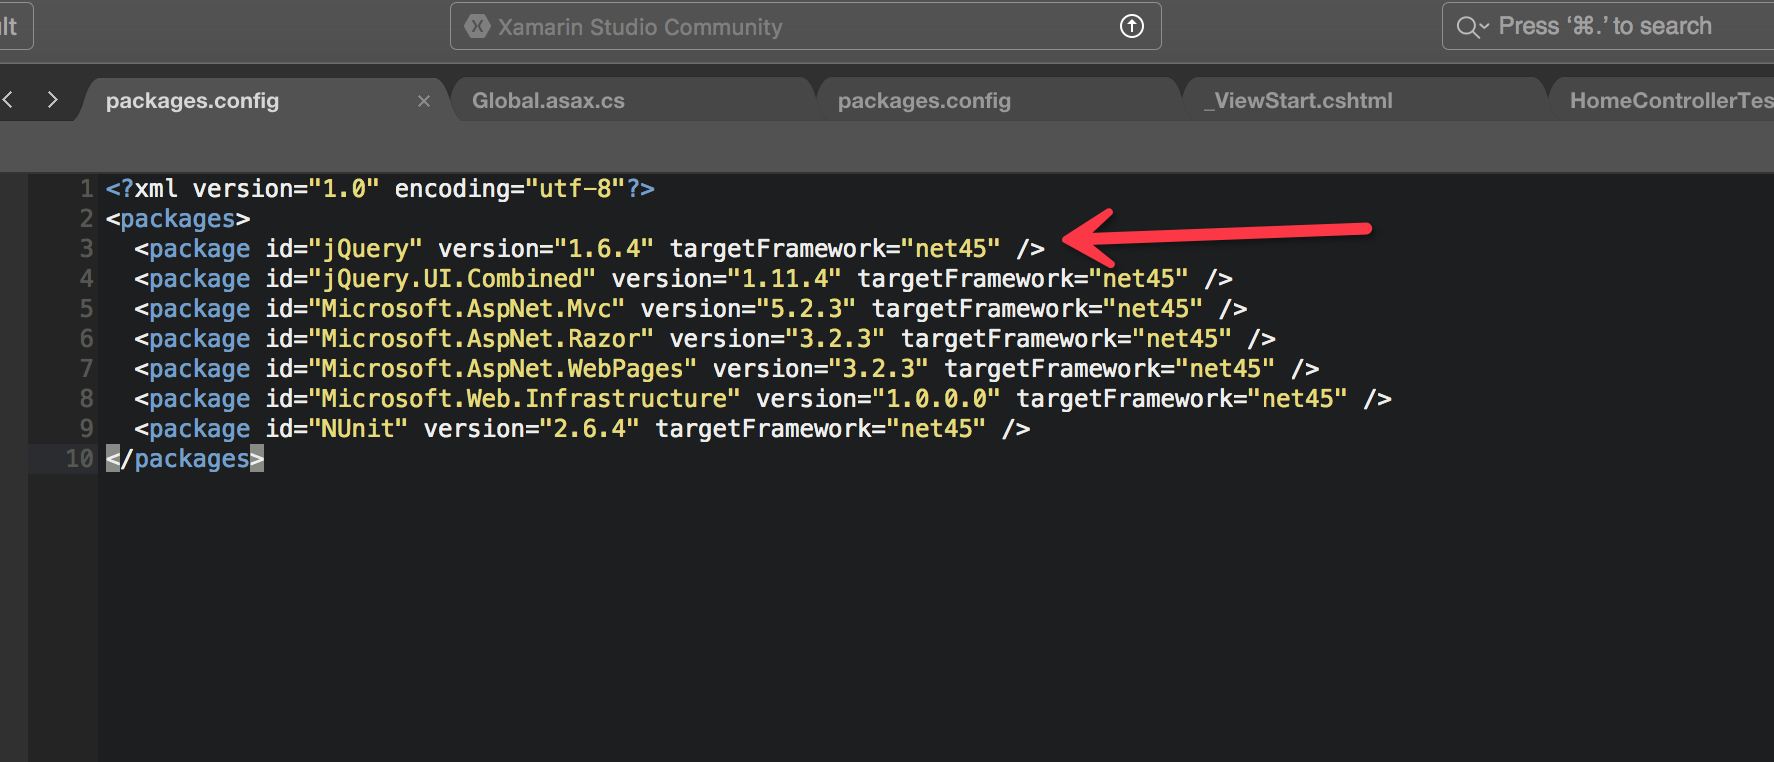 lt
Xamarin Studio Community
Press ‘⌘.’ to search
packages.config
Global.asax.cs
packages.config
_ViewStart.cshtml
HomeControllerTes
1 <?xml version="1.0" encoding="utf-8"?>
2 <packages>
3 <package id="jQuery" version="1.6.4" targetFramework="net45" />
4 <package id="jQuery.UI.Combined" version="1.11.4" targetFramework="net45" />
5 <package id="Microsoft.AspNet.Mvc" version="5.2.3" targetFramework="net45" />
6 <package id="Microsoft.AspNet.Razor" version="3.2.3" targetFramework="net45" />
7 <package id="Microsoft.AspNet.WebPages" version="3.2.3" targetFramework="net45" />
8 <package id="Microsoft.Web.Infrastructure" version="1.0.0.0" targetFramework="net45" />
9 <package id="NUnit" version="2.6.4" targetFramework="net45" />
10 </packages>